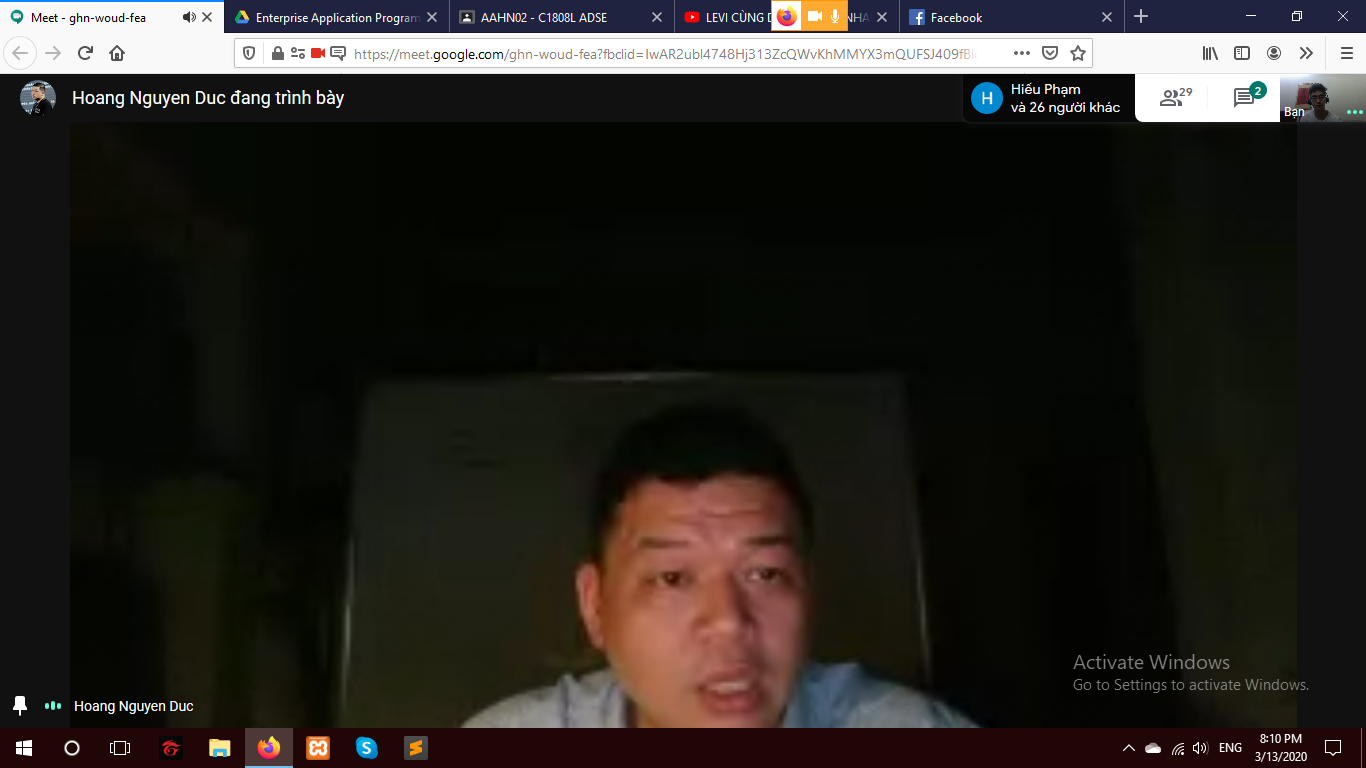 Meet - ghn-woud-fea
Enterprise Application Program
AAHN02 - C1808L ADSE
LEVI CÙNG
NHA
Facebook
https://meet.google.com/ghn-woud-fea?fbclid=IwAR2ubl4748Hj313ZcQWvKhMMYX3mQUFSJ409fBl
Hoang Nguyen Duc đang trình bày
H
Hiếu Phạm
và 26 người khác
29
2
Bạn
Activate Windows
Go to Settings to activate Windows.
Hoang Nguyen Duc
ENG
8:10 PM
3/13/2020